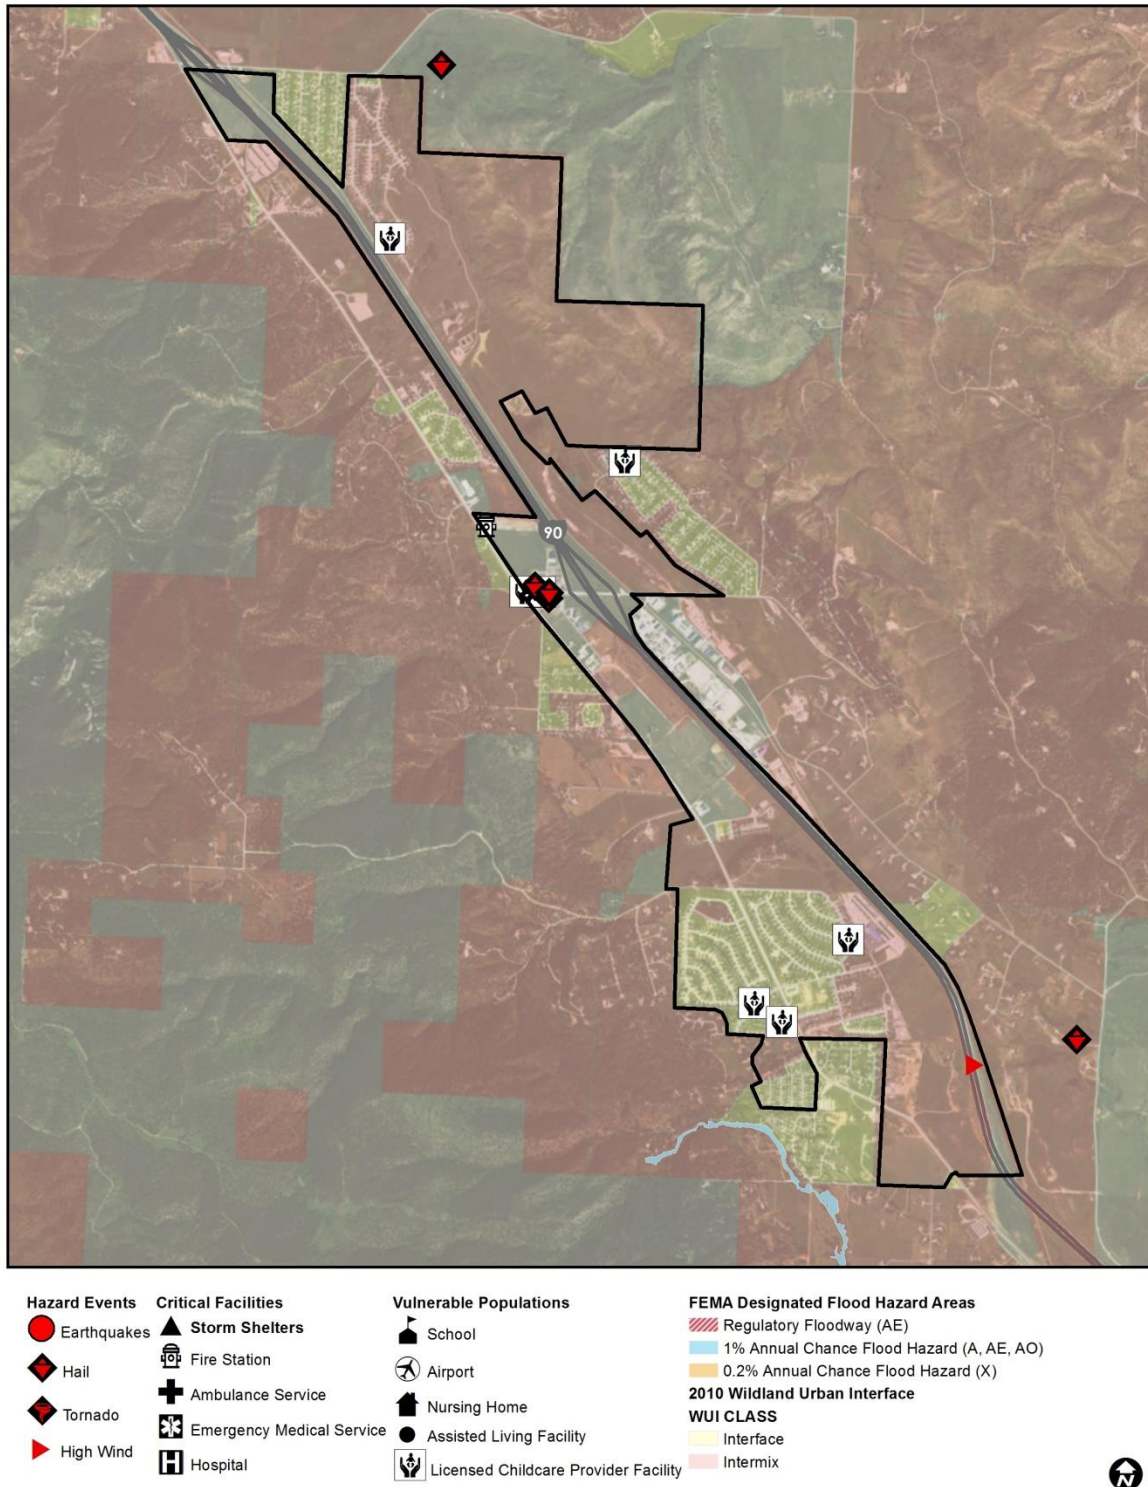 90
Hazard Events
Earthquakes
Hail
Tornado
High Wind
Critical Facilities
Storm Shelters
Fire Station
Ambulance Service
Emergency Medical Service
H Hospital
Vulnerable Populations
School
Airport
Nursing Home
Assisted Living Facility
Licensed Childcare Provider Facility
FEMA Designated Flood Hazard Areas
Regulatory Floodway (AE)
1% Annual Chance Flood Hazard (A, AE, AO)
0.2% Annual Chance Flood Hazard (X)
2010 Wildland Urban Interface
WUI CLASS
Interface
Intermix
N